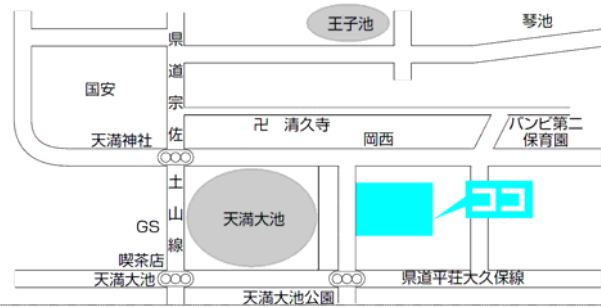 王子池
琴池
県道宗佐土山線
国安
卍 清久寺
天満神社
岡西
バンビ第二
保育園
天満大池
ココ
GS
喫茶店
天満大池
県道平荘大久保線
天満大池公園